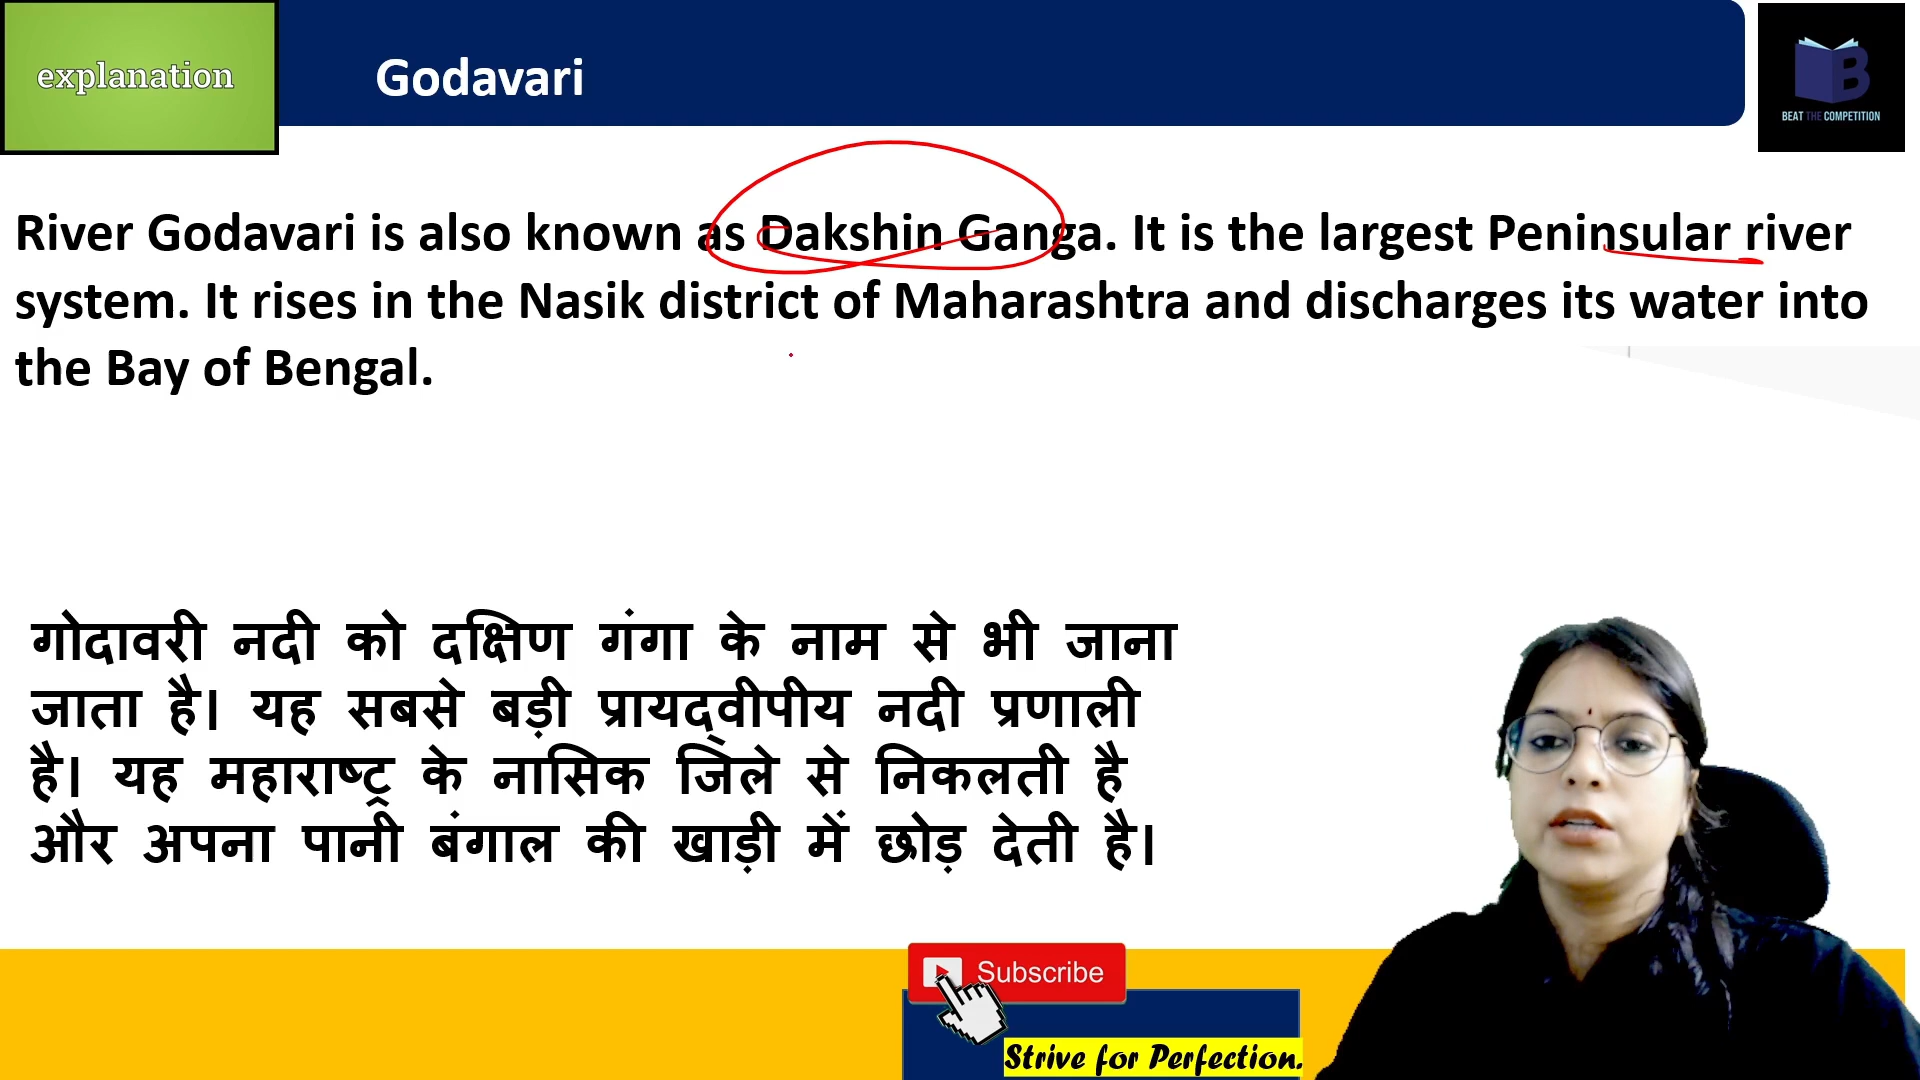 explanation
Godavari
BEAT THE COMPETITION
River Godavari is also known as Dakshin Ganga. It is the largest Peninsular river
system. It rises in the Nasik district of Maharashtra and discharges its water into
the Bay of Bengal.
गोदावरी नदी को दक्षिण गंगा के नाम से भी जाना
जाता है। यह सबसे बड़ी प्रायद्वीपीय नदी प्रणाली
है। यह महाराष्ट्र के नासिक जिले से निकलती है
और अपना पानी बंगाल की खाड़ी में छोड़ देती है।
Subscribe
Strive for Perfection.